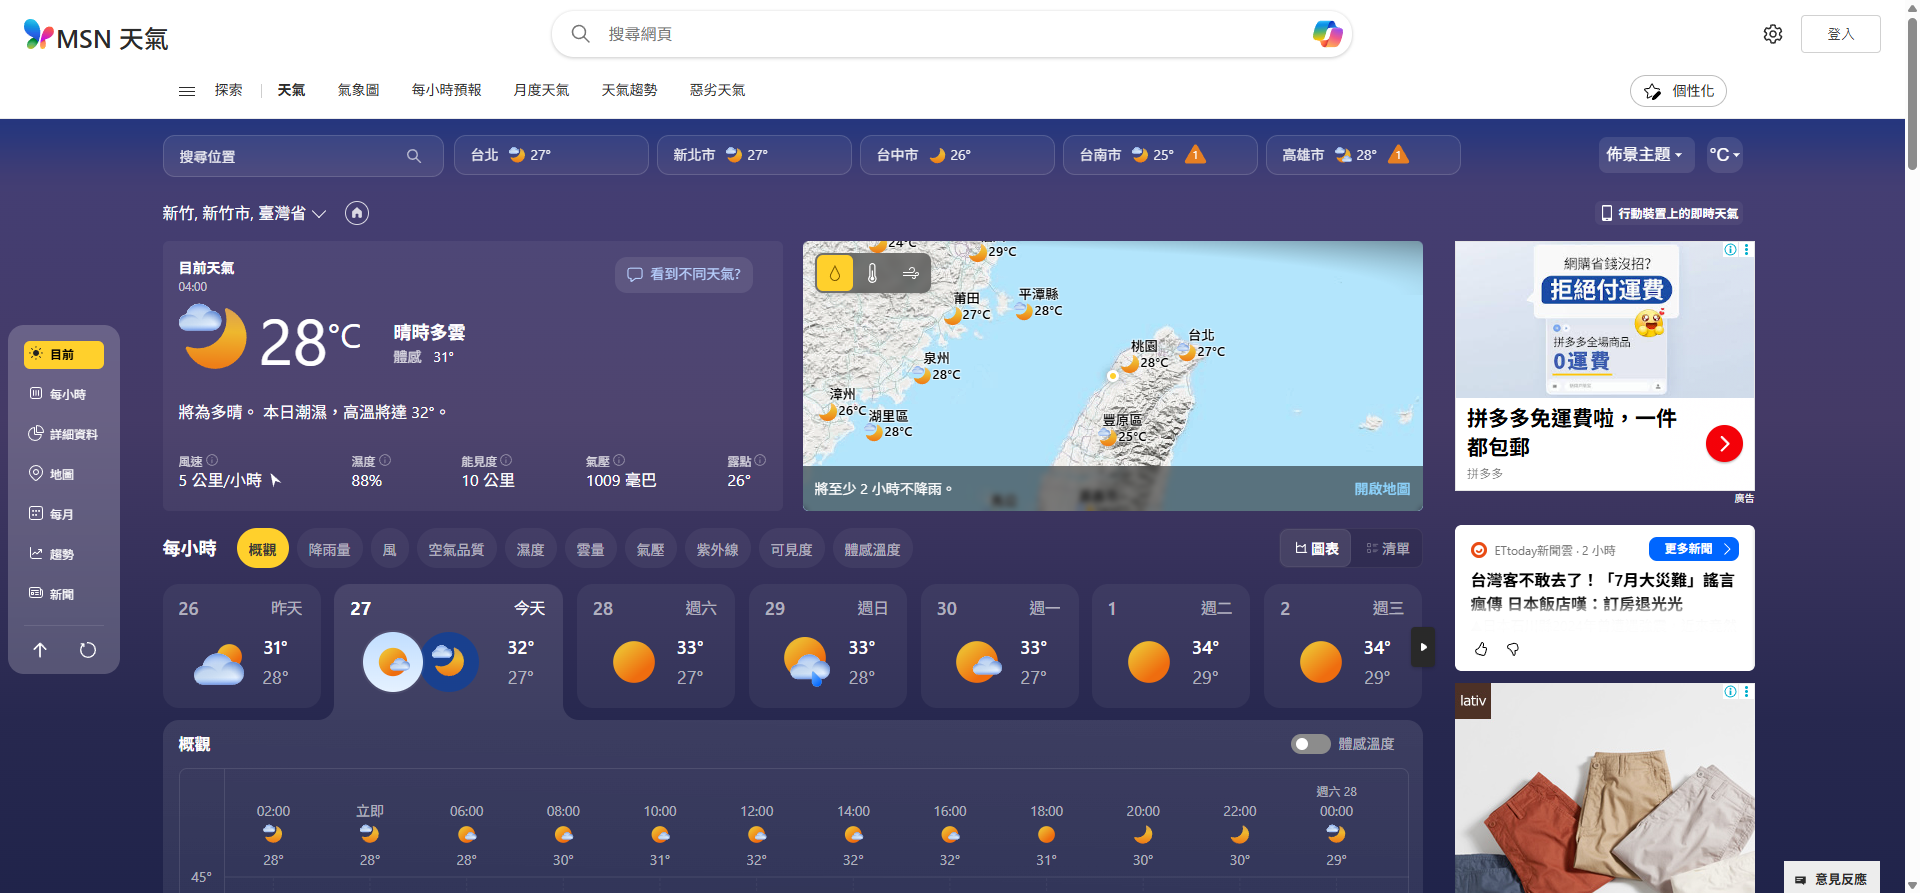 MSN 天氣
搜尋網頁
登入
探索
天氣
氣象圖
每小時預報
月度天氣
天氣趨勢
惡劣天氣
個性化
搜尋位置
台北 27°
新北市 27°
台中市 26°
台南市 25° 1
高雄市 28° 1
佈景主題
°C
新竹, 新竹市, 臺灣省
行動裝置上的即時天氣
目前
每小時
詳細資料
地圖
每月
趨勢
新聞
目前天氣
04:00
看到不同天氣?
28°C
晴時多雲
體感 31°
將為多晴。 本日潮濕，高溫將達 32°。
風速
5 公里/小時
濕度
88%
能見度
10 公里
氣壓
1009 毫巴
露點
26°
24°C
29°C
莆田
27°C
平潭縣
28°C
台北
27°C
桃園
28°C
泉州
28°C
漳州
26°C
湖里區
28°C
豐原區
25°C
將至少 2 小時不降雨。
開啟地圖
網購省錢沒招?
拒絕付運費
拼多多全場商品
0運費
拼多多免運費啦，一件
都包郵
拼多多
廣告
每小時
概觀
降雨量
風
空氣品質
濕度
雲量
氣壓
紫外線
可見度
體感溫度
圖表
清單
26 昨天
31°
28°
27 今天
32°
27°
28 週六
33°
27°
29 週日
33°
28°
30 週一
33°
27°
1 週二
34°
29°
2 週三
34°
29°
ETtoday新聞雲 · 2 小時
更多新聞
台灣客不敢去了！「7月大災難」謠言
瘋傳 日本飯店嘆：訂房退光光
lativ
概觀
體感溫度
週六 28
02:00 立即 06:00 08:00 10:00 12:00 14:00 16:00 18:00 20:00 22:00 00:00
28° 28° 28° 30° 31° 32° 32° 32° 31° 30° 30° 29°
45°
意見反應